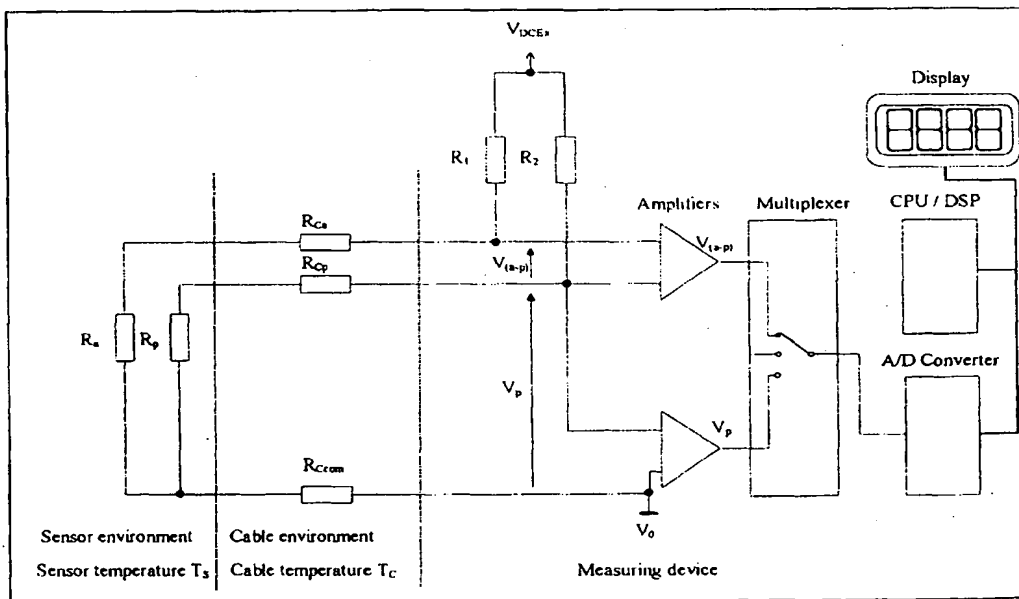 V_DCEx
Display
R_1
R_2
Amplifiers
Multiplexer
CPU / DSP
R_Ca
V_(a-p)
R_Cp
V_(a-p)
R_a
R_p
A/D Converter
V_p
V_p
R_Ccom
V_0
Sensor environment
Cable environment
Sensor temperature T_S
Cable temperature T_C
Measuring device